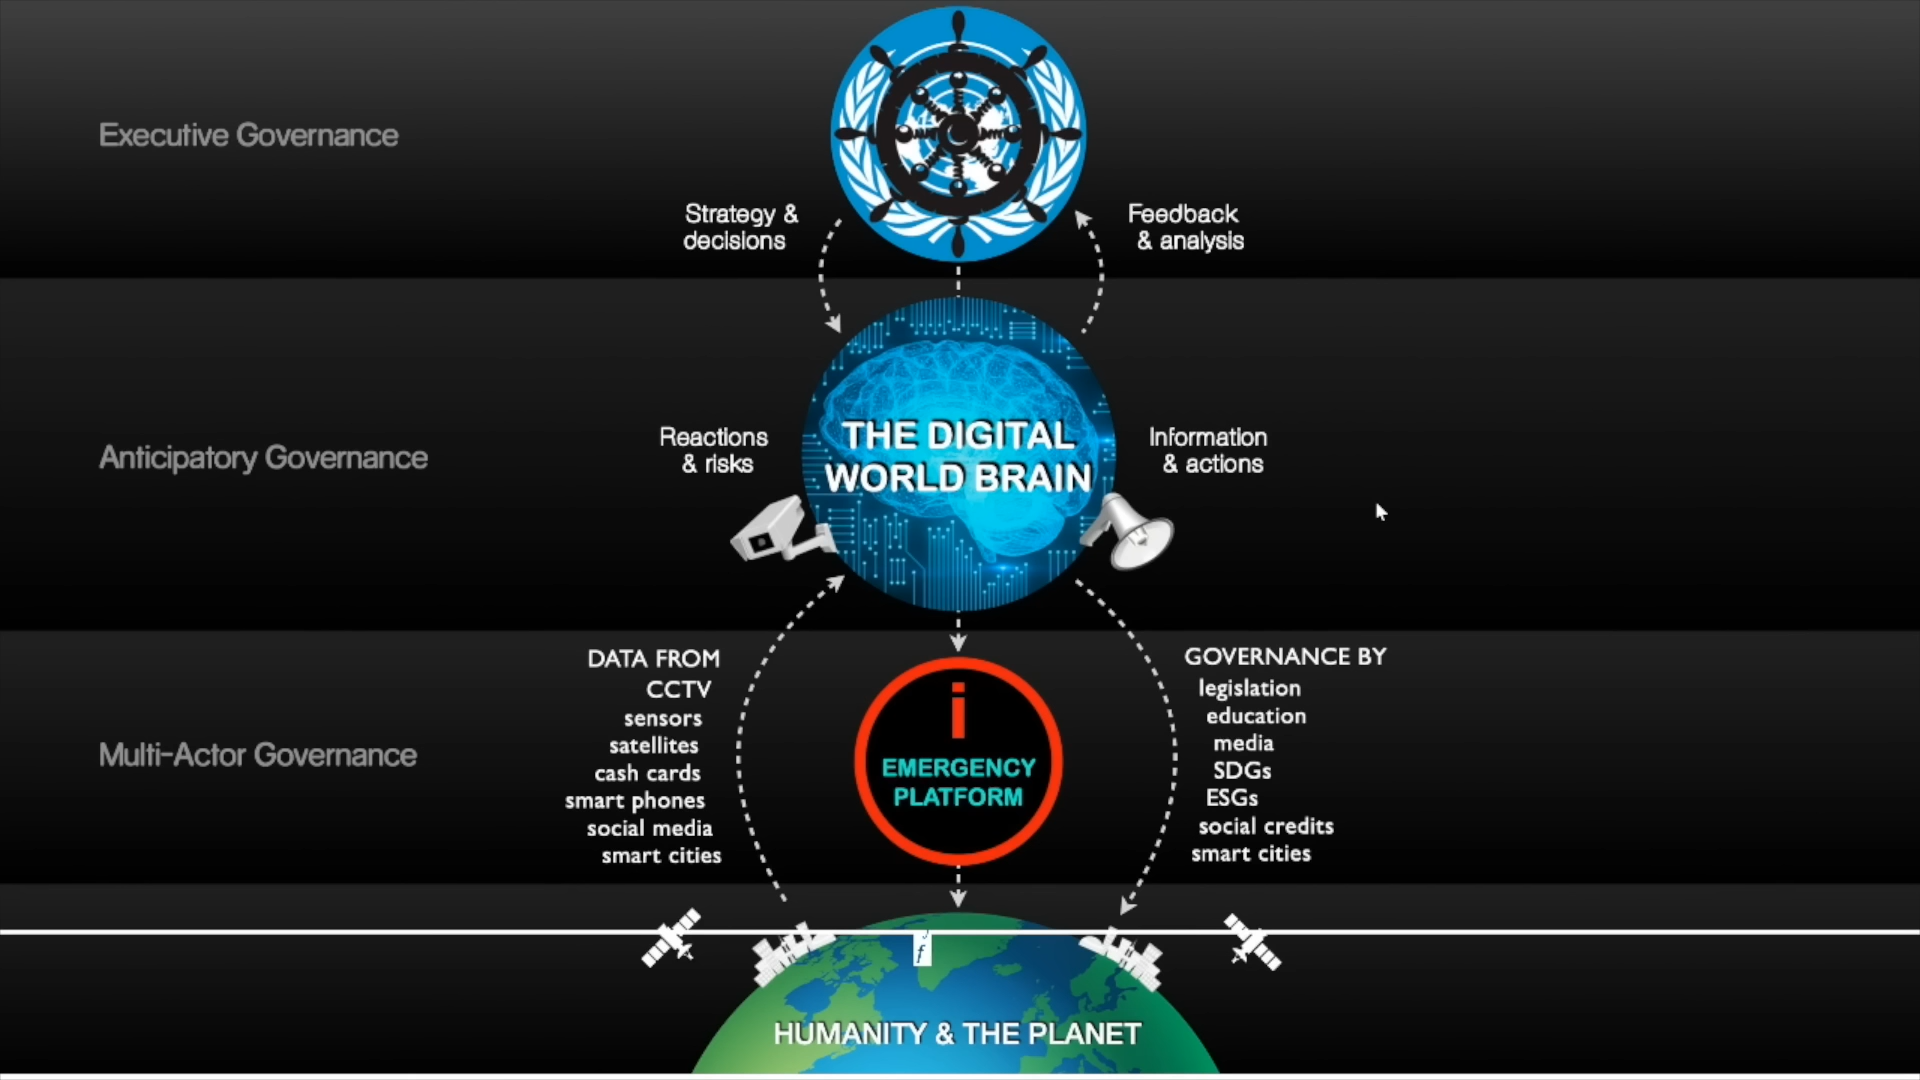 Executive Governance
Strategy &
decisions
Feedback
& analysis
Anticipatory Governance
Reactions
& risks
THE DIGITAL
WORLD BRAIN
Information
& actions
Multi-Actor Governance
DATA FROM
CCTV
sensors
satellites
cash cards
smart phones
social media
smart cities
i
EMERGENCY
PLATFORM
GOVERNANCE BY
legislation
education
media
SDGs
ESGs
social credits
smart cities
f
HUMANITY & THE PLANET